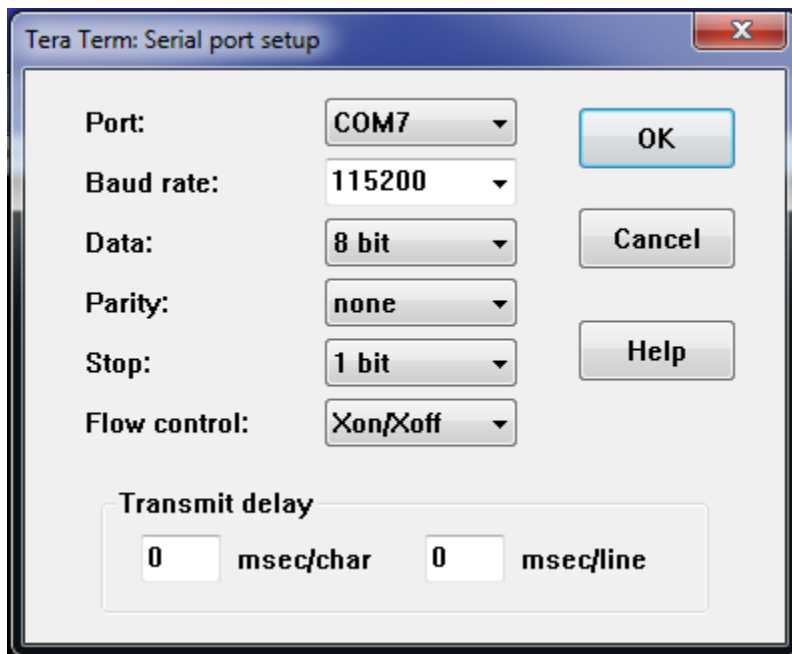 Tera Term: Serial port setup
Port: COM7
OK
Baud rate: 115200
Data: 8 bit
Cancel
Parity: none
Stop: 1 bit
Help
Flow control: Xon/Xoff
Transmit delay
0 msec/char 0 msec/line